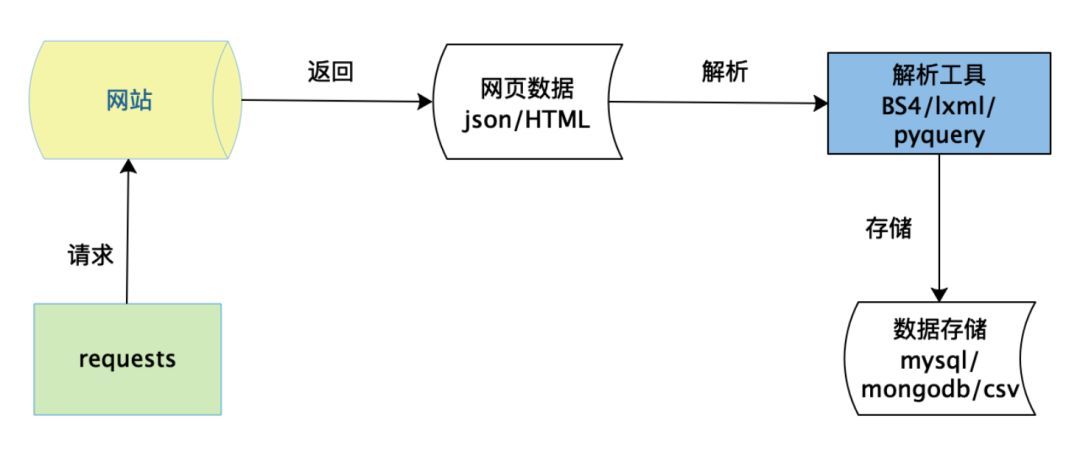 网站
返回
网页数据
json/HTML
解析
解析工具
BS4/lxml/
pyquery
请求
存储
requests
数据存储
mysql/
mongodb/csv